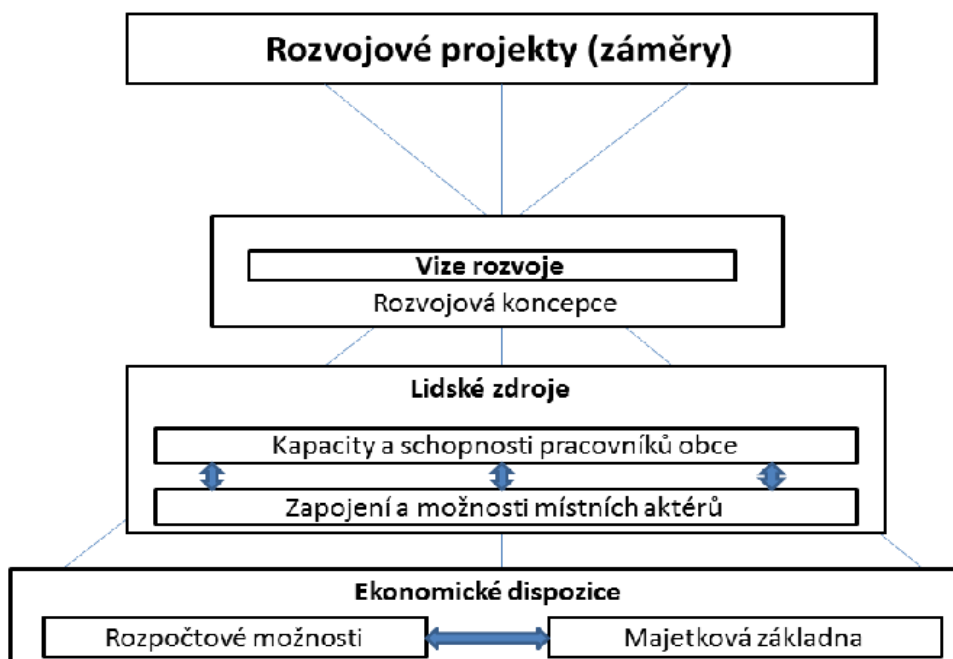 Rozvojové projekty (záměry)
Vize rozvoje
Rozvojová koncepce
Lidské zdroje
Kapacity a schopnosti pracovníků obce
Zapojení a možnosti místních aktérů
Ekonomické dispozice
Rozpočtové možnosti
Majetková základna